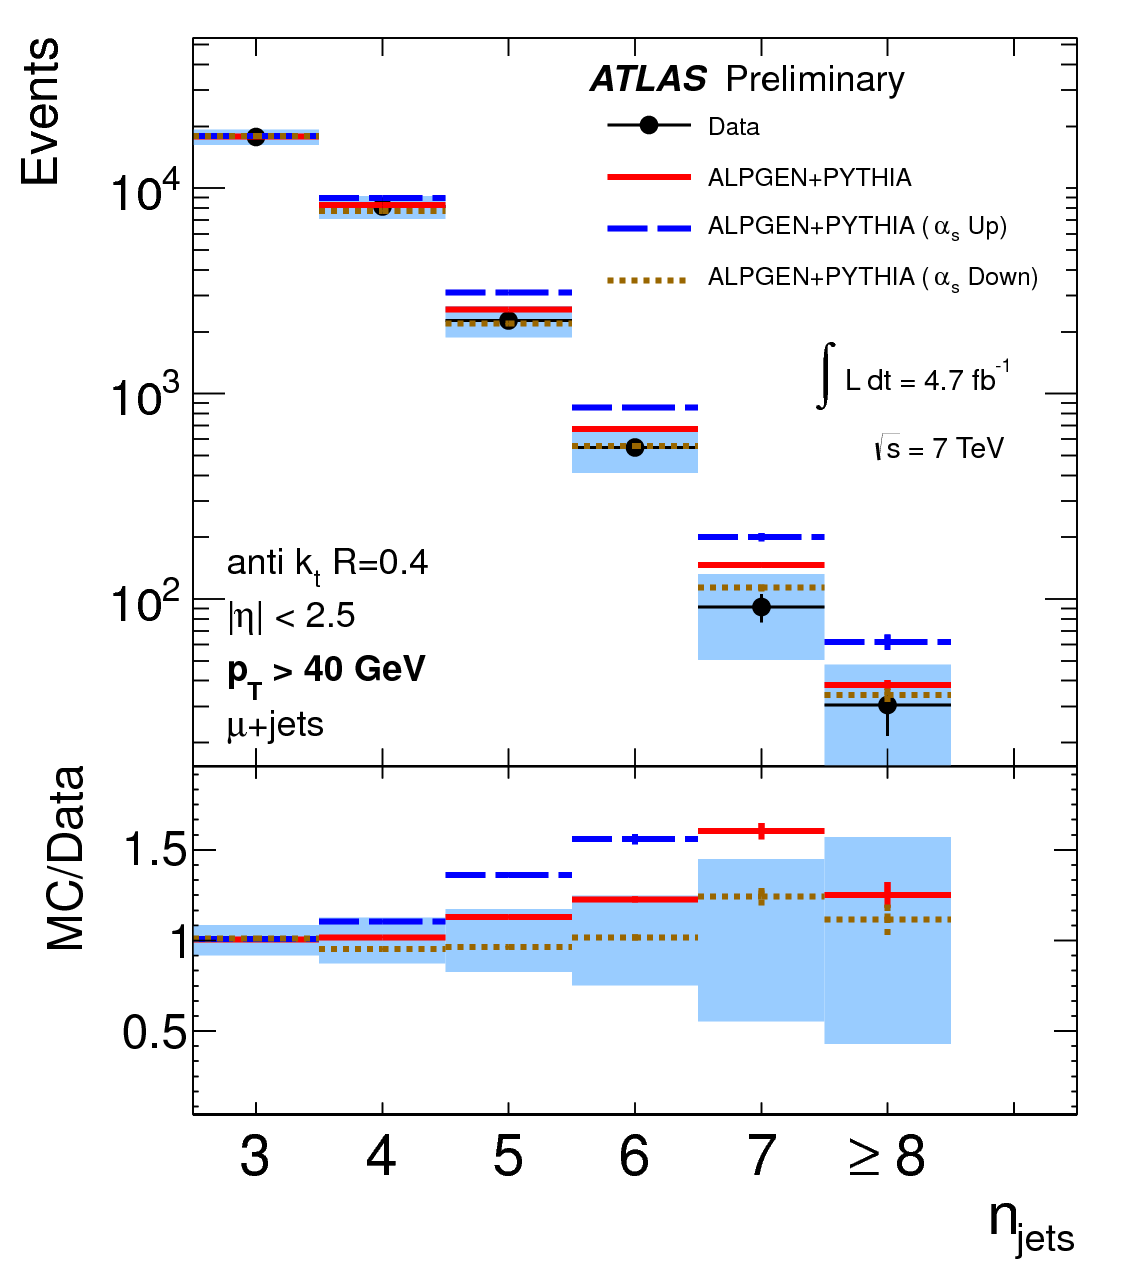 Events
ATLAS Preliminary
Data
ALPGEN+PYTHIA
ALPGEN+PYTHIA ( αs Up)
ALPGEN+PYTHIA ( αs Down)
∫ L dt = 4.7 fb-1
√s = 7 TeV
10^4
10^3
10^2
anti kt R=0.4
|η| < 2.5
pT > 40 GeV
μ+jets
MC/Data
1.5
1
0.5
3 4 5 6 7 ≥ 8
njets